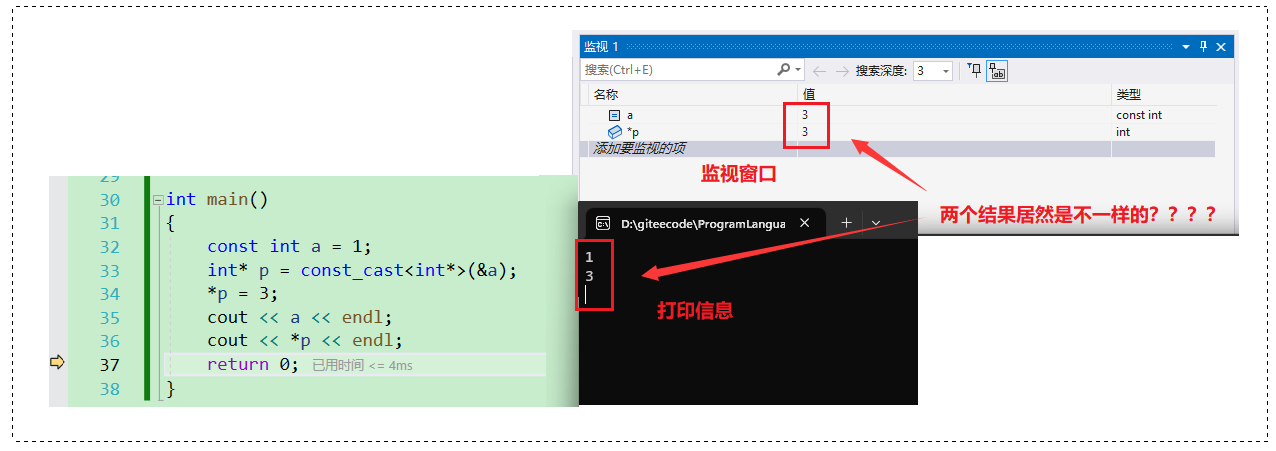 监视 1
搜索(Ctrl+E)
搜索深度: 3
名称 值 类型
a 3 const int
*p 3 int
添加要监视的项
监视窗口
两个结果居然是不一样的？？？？
29
30 int main()
31 {
32 const int a = 1;
33 int* p = const_cast<int*>(&a);
34 *p = 3;
35 cout << a << endl;
36 cout << *p << endl;
37 return 0; 已用时间 <= 4ms
38 }
D:\giteecode\ProgramLangua
1
3
打印信息